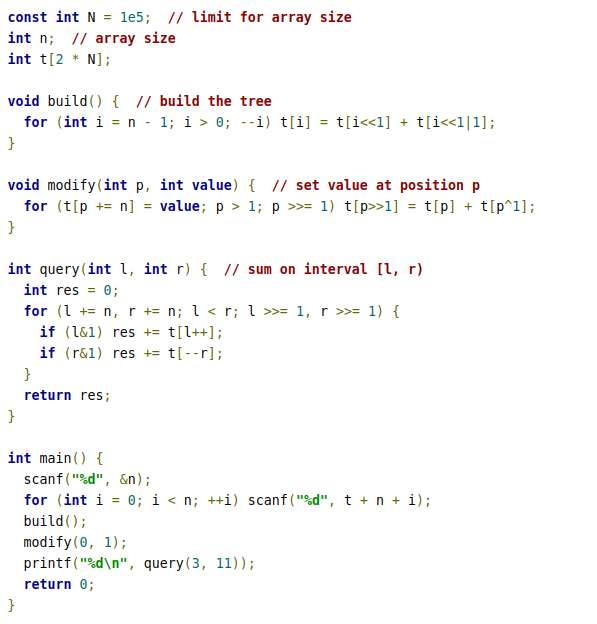 const int N = 1e5;  // limit for array size
int n;  // array size
int t[2 * N];

void build() {  // build the tree
  for (int i = n - 1; i > 0; --i) t[i] = t[i<<1] + t[i<<1|1];
}

void modify(int p, int value) {  // set value at position p
  for (t[p += n] = value; p > 1; p >>= 1) t[p>>1] = t[p] + t[p^1];
}

int query(int l, int r) {  // sum on interval [l, r)
  int res = 0;
  for (l += n, r += n; l < r; l >>= 1, r >>= 1) {
    if (l&1) res += t[l++];
    if (r&1) res += t[--r];
  }
  return res;
}

int main() {
  scanf("%d", &n);
  for (int i = 0; i < n; ++i) scanf("%d", t + n + i);
  build();
  modify(0, 1);
  printf("%d\n", query(3, 11));
  return 0;
}